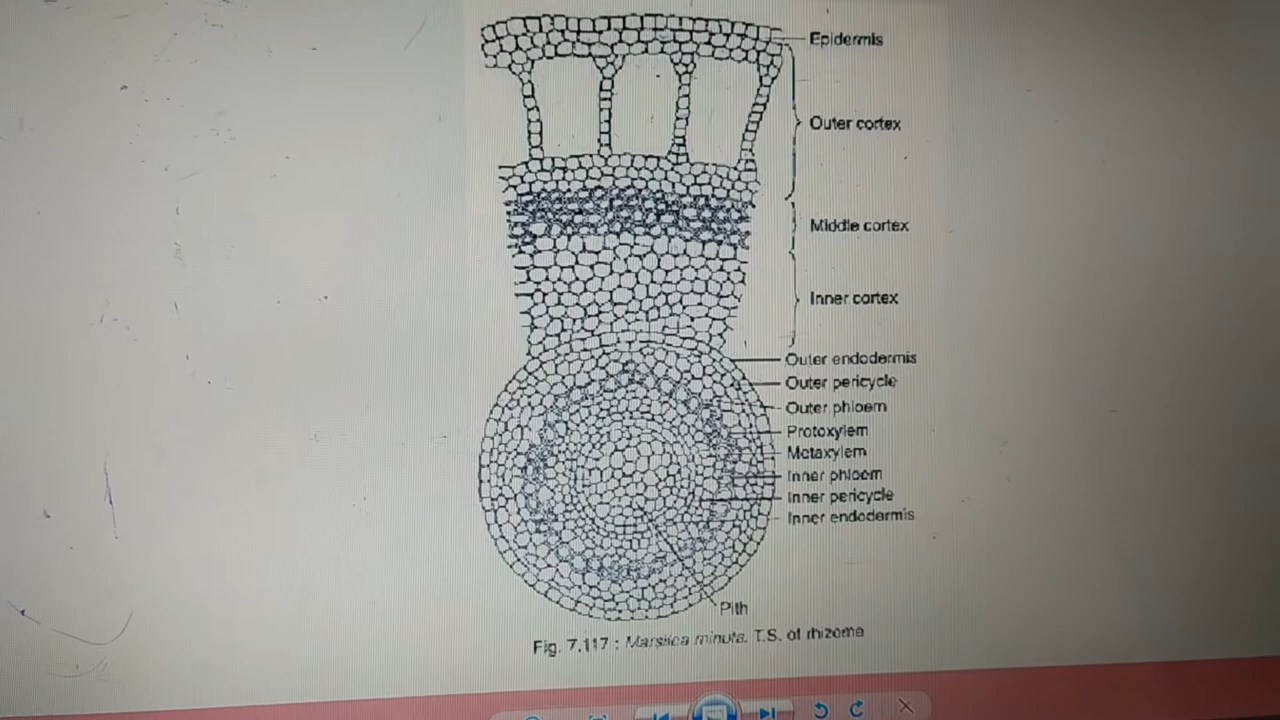 Epidermis
Outer cortex
Middle cortex
Inner cortex
Outer endodermis
Outer pericycle
Outer phloem
Protoxylem
Metaxylem
Inner phloem
Inner pericycle
Inner endodermis
Pith
Fig. 7.117 : Marsilea minuta. T.S. of rhizome